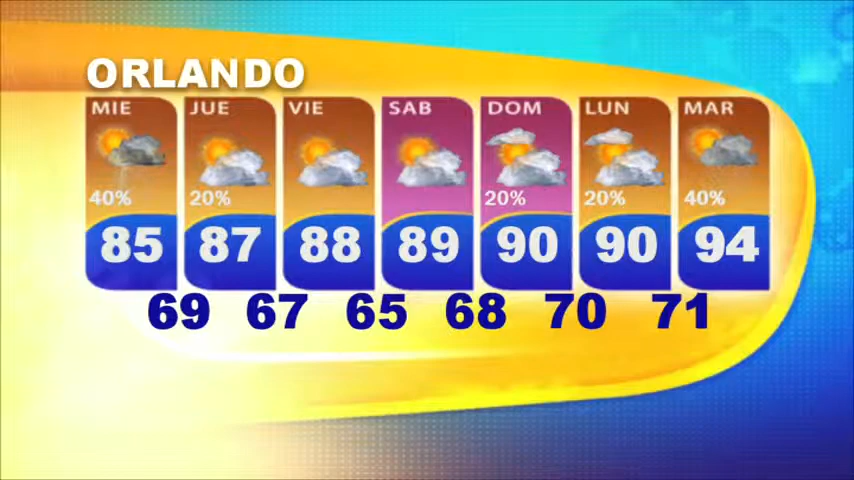 ORLANDO
MIE JUE VIE SAB DOM LUN MAR
40% 20% 20% 20% 40%
85 87 88 89 90 90 94
69 67 65 68 70 71